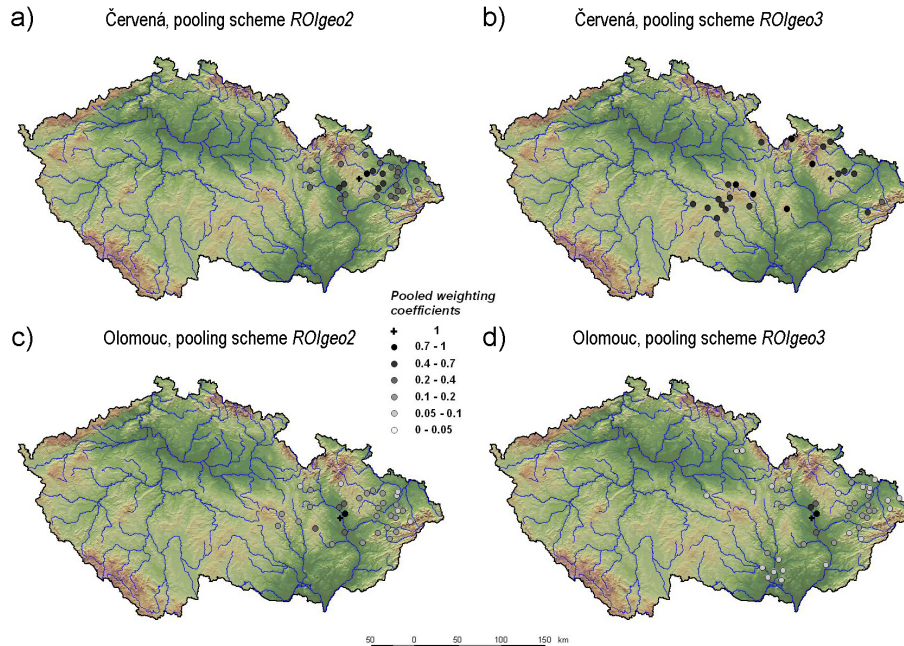 a) Červená, pooling scheme ROIgeo2
b) Červená, pooling scheme ROIgeo3
Pooled weighting
coefficients
1
0.7 - 1
0.4 - 0.7
0.2 - 0.4
0.1 - 0.2
0.05 - 0.1
0 - 0.05
c) Olomouc, pooling scheme ROIgeo2
d) Olomouc, pooling scheme ROIgeo3
50 0 50 100 150 km